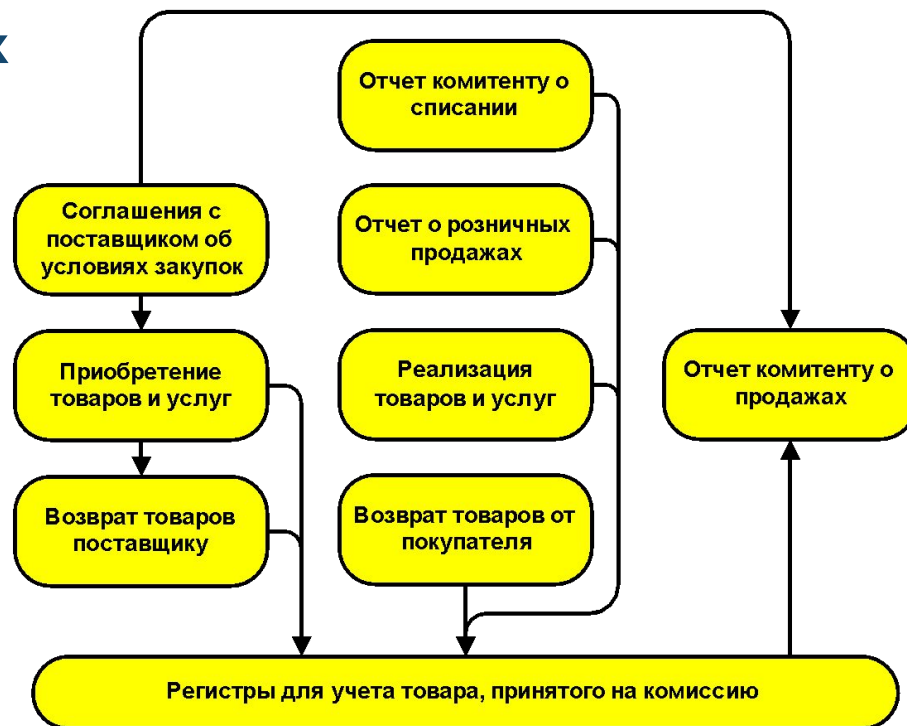 к
Отчет комитенту о
списании
Соглашения с
поставщиком об
условиях закупок
Отчет о розничных
продажах
Приобретение
товаров и услуг
Реализация
товаров и услуг
Отчет комитенту о
продажах
Возврат товаров
поставщику
Возврат товаров от
покупателя
Регистры для учета товара, принятого на комиссию